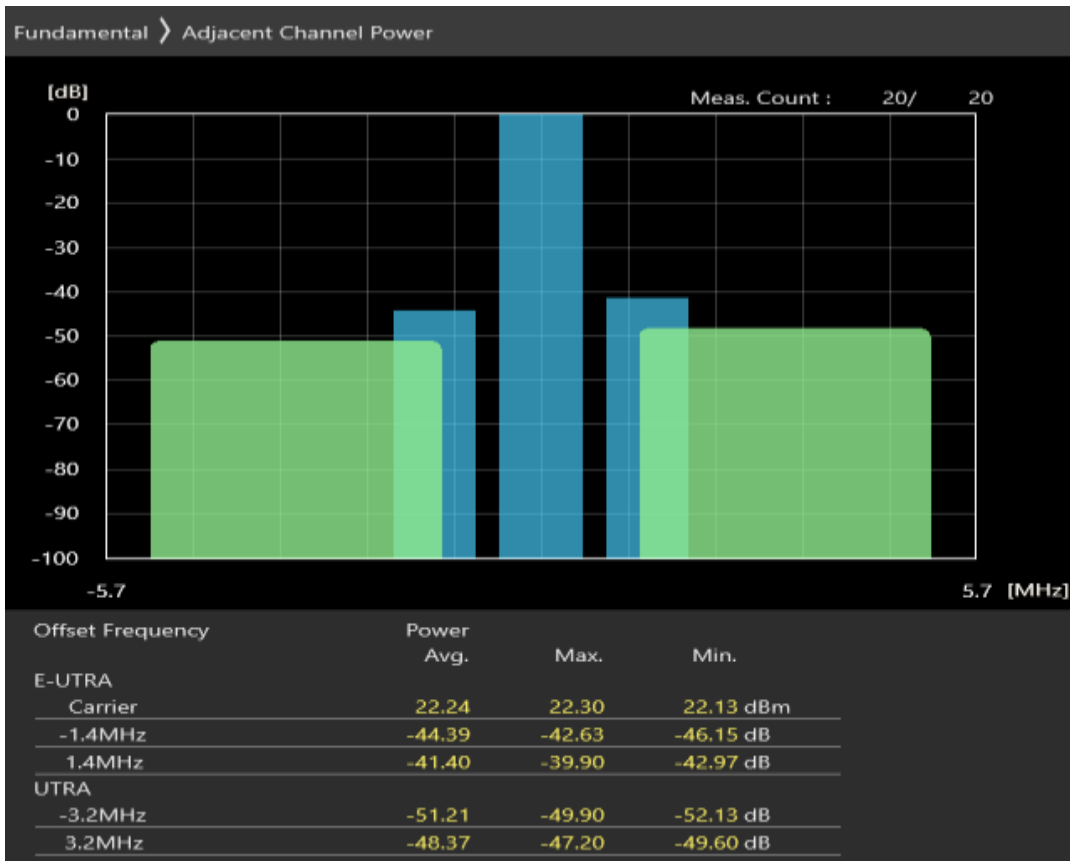 Fundamental 〉 Adjacent Channel Power
[dB]
Meas. Count : 20/ 20
0
-10
-20
-30
-40
-50
-60
-70
-80
-90
-100
-5.7 5.7 [MHz]
Offset Frequency Power
Avg. Max. Min.
E-UTRA
Carrier 22.24 22.30 22.13 dBm
-1.4MHz -44.39 -42.63 -46.15 dB
1.4MHz -41.40 -39.90 -42.97 dB
UTRA
-3.2MHz -51.21 -49.90 -52.13 dB
3.2MHz -48.37 -47.20 -49.60 dB